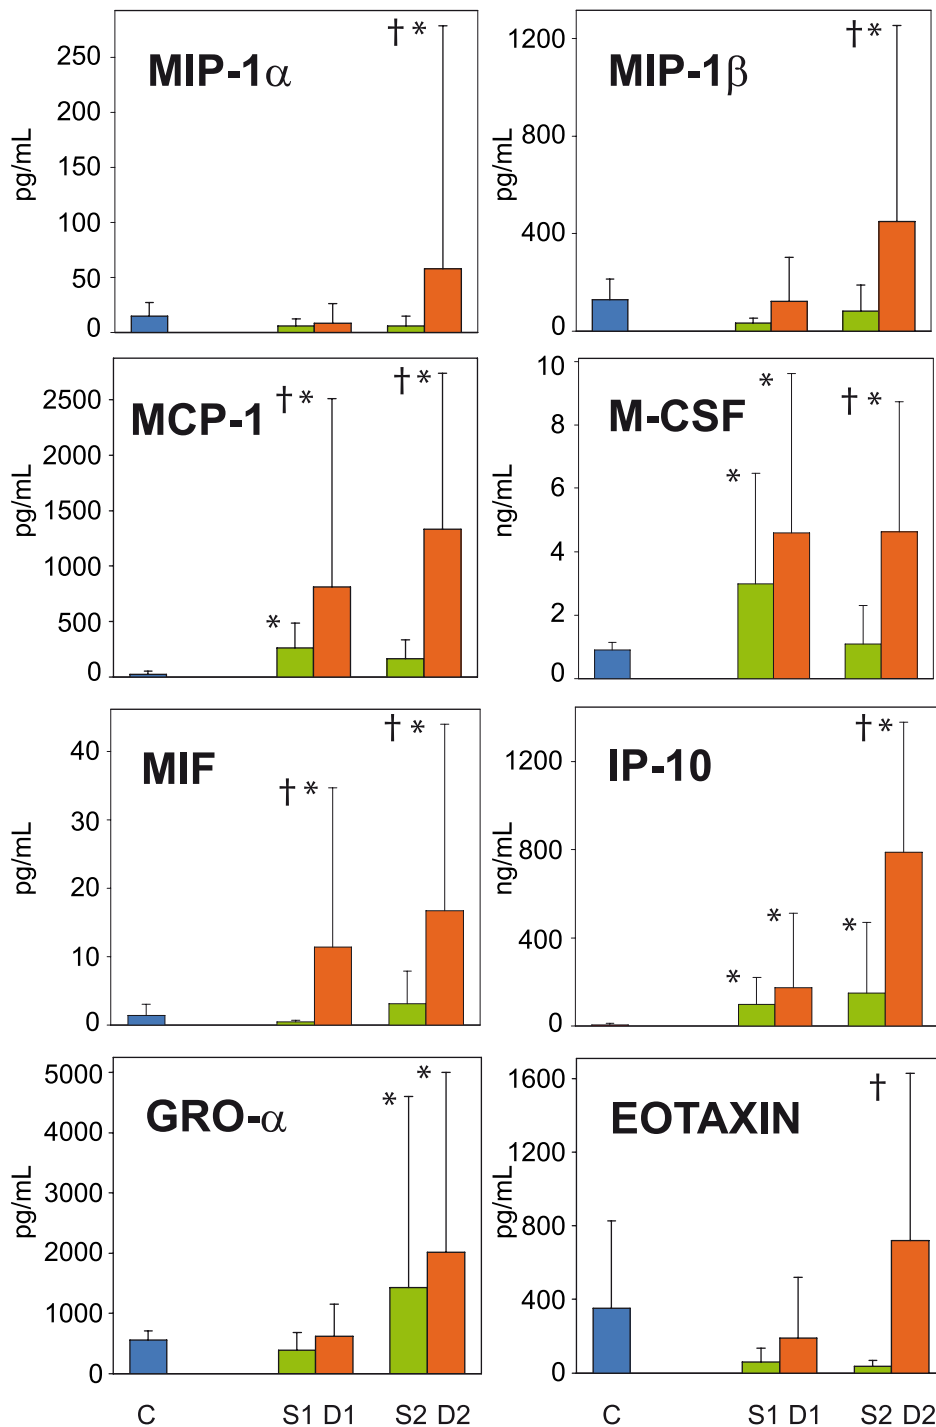 MIP-1α
† *
pg/mL
250
200
150
100
50
0
MIP-1β
† *
pg/mL
1200
800
400
0
MCP-1
† *
† *
*
pg/mL
2500
2000
1500
1000
500
0
M-CSF
*
† *
*
ng/mL
10
8
6
4
2
0
MIF
† *
† *
pg/mL
40
30
20
10
0
IP-10
† *
*
*
*
ng/mL
1200
800
400
0
GRO-α
*
*
pg/mL
5000
4000
3000
2000
1000
0
C
S1 D1
S2 D2
EOTAXIN
†
pg/mL
1600
1200
800
400
0
C
S1 D1
S2 D2